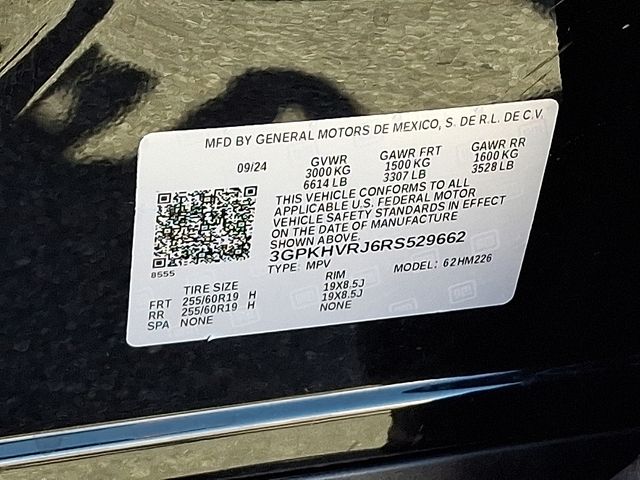 MFD BY GENERAL MOTORS DE MEXICO, S. DE R.L. DE C.V.
09/24 GVWR GAWR FRT GAWR RR
3000 KG 1500 KG 1600 KG
6614 LB 3307 LB 3528 LB
THIS VEHICLE CONFORMS TO ALL
APPLICABLE U.S. FEDERAL MOTOR
VEHICLE SAFETY STANDARDS IN EFFECT
ON THE DATE OF MANUFACTURE
SHOWN ABOVE.
3GPKHVRJ6RS529662
TYPE: MPV MODEL: 62HM226
8555
TIRE SIZE RIM
FRT 255/60R19 H 19X8.5J
RR 255/60R19 H 19X8.5J
SPA NONE NONE